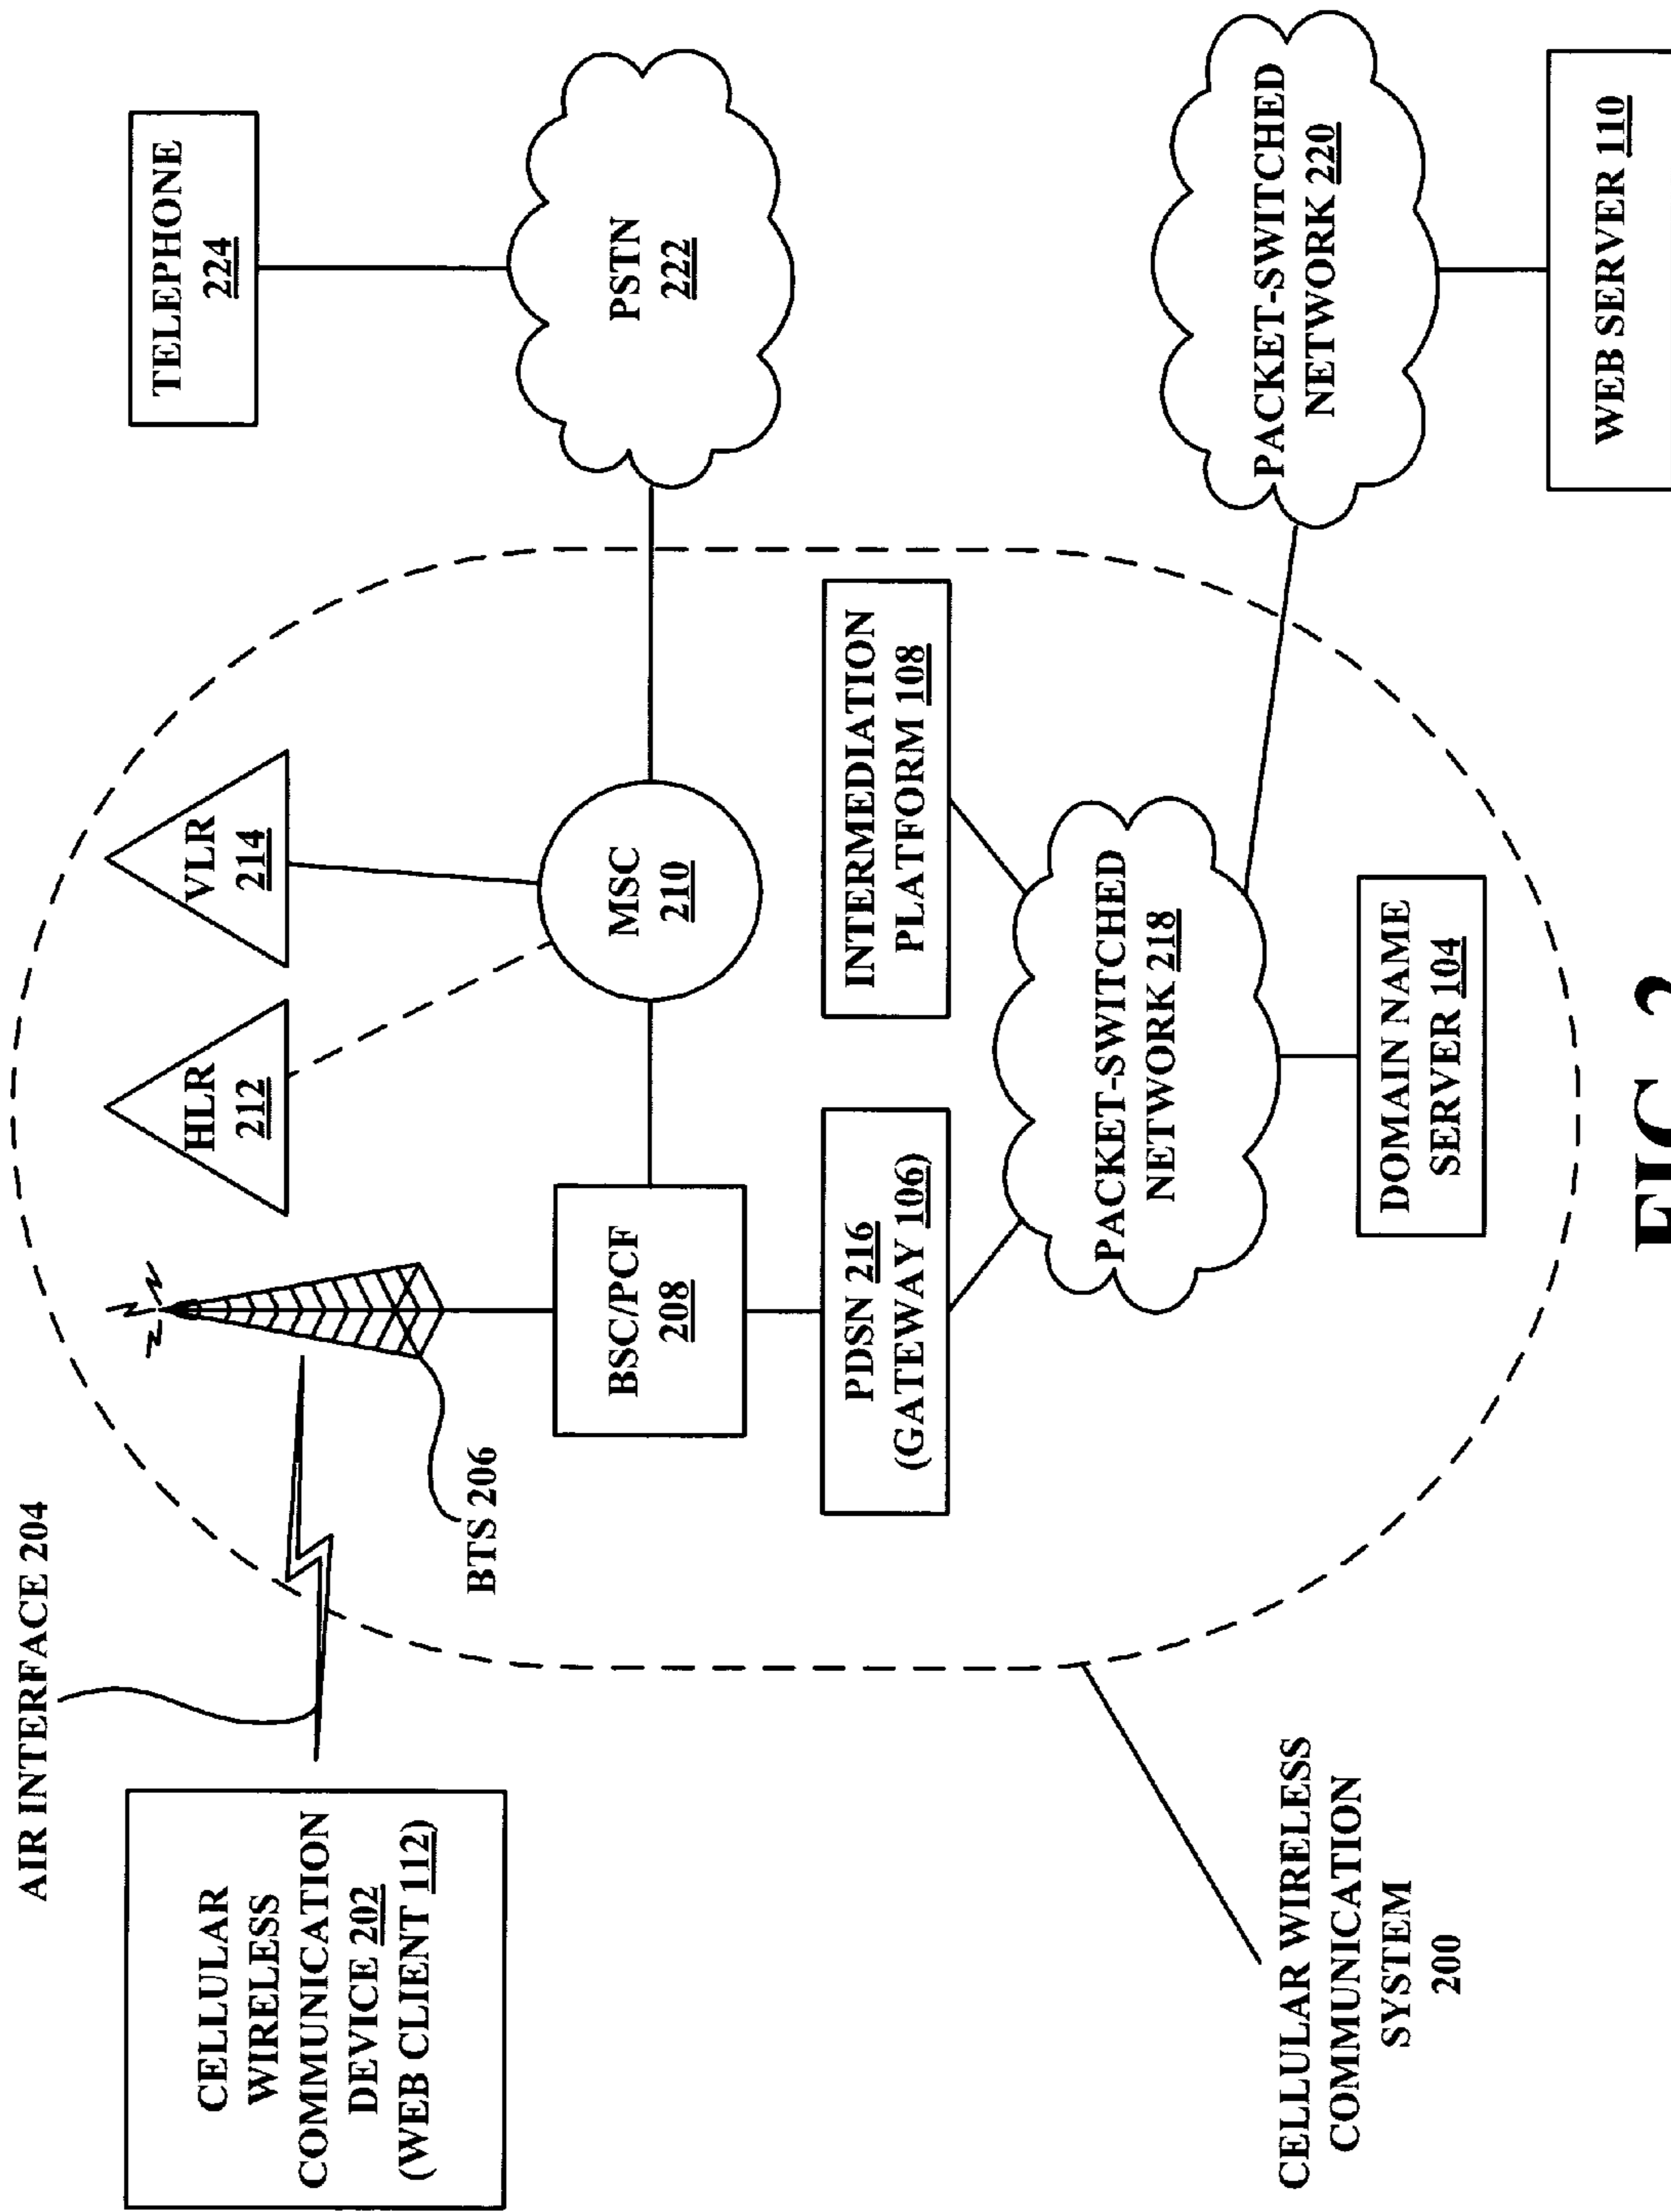 AIR INTERFACE 204
CELLULAR
WIRELESS
COMMUNICATION
DEVICE 202
(WEB CLIENT 112)
BTS 206
HLR
212
VLR
214
TELEPHONE
224
BSC/PCF
208
MSC
210
PSTN
222
PDSN 216
(GATEWAY 106)
INTERMEDIATION
PLATFORM 108
PACKET-SWITCHED
NETWORK 218
PACKET-SWITCHED
NETWORK 220
DOMAIN NAME
SERVER 104
WEB SERVER 110
CELLULAR WIRELESS
COMMUNICATION
SYSTEM
200